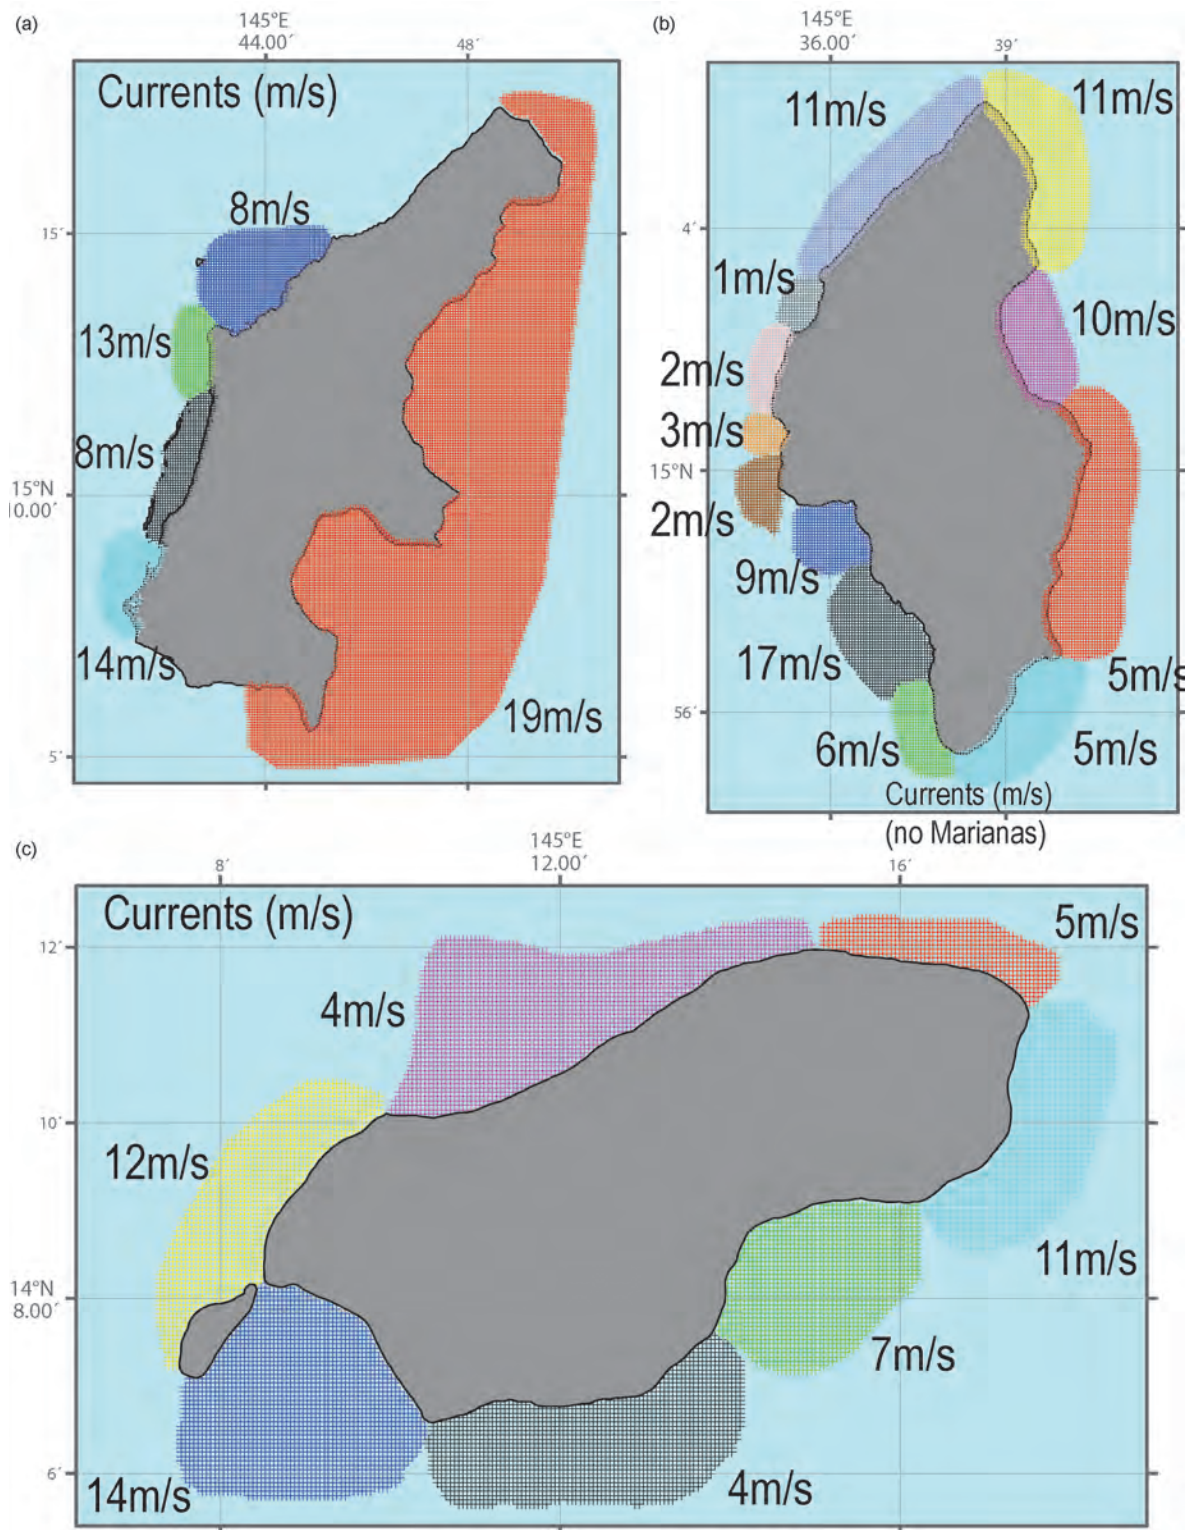 (a)
145°E
44.00´
48´
Currents (m/s)
15´
15°N
0.00´
5´
8m/s
13m/s
8m/s
14m/s
19m/s
(b)
145°E
36.00´
39´
4´
15°N
56´
11m/s
11m/s
1m/s
10m/s
2m/s
3m/s
2m/s
9m/s
17m/s
5m/s
6m/s
5m/s
Currents (m/s)
(no Marianas)
(c)
145°E
8´
12.00´
16´
Currents (m/s)
12´
10´
14°N
8.00´
6´
5m/s
4m/s
12m/s
11m/s
7m/s
14m/s
4m/s